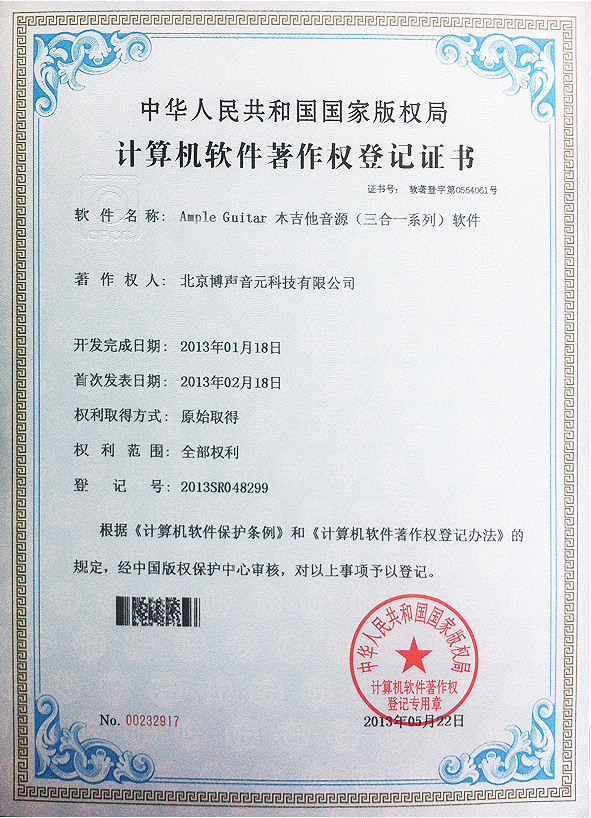 中华人民共和国国家版权局
计算机软件著作权登记证书
证书号： 软著登字第0554061号
软件名称： Ample Guitar 木吉他音源（三合一系列）软件
著作权人： 北京博声音元科技有限公司
开发完成日期： 2013年01月18日
首次发表日期： 2013年02月18日
权利取得方式： 原始取得
权利范围： 全部权利
登记号： 2013SR048299
根据《计算机软件保护条例》和《计算机软件著作权登记办法》的
规定，经中国版权保护中心审核，对以上事项予以登记。
中华人民共和国国家版权局
计算机软件著作权
登记专用章
No. 00232917
2013年05月22日